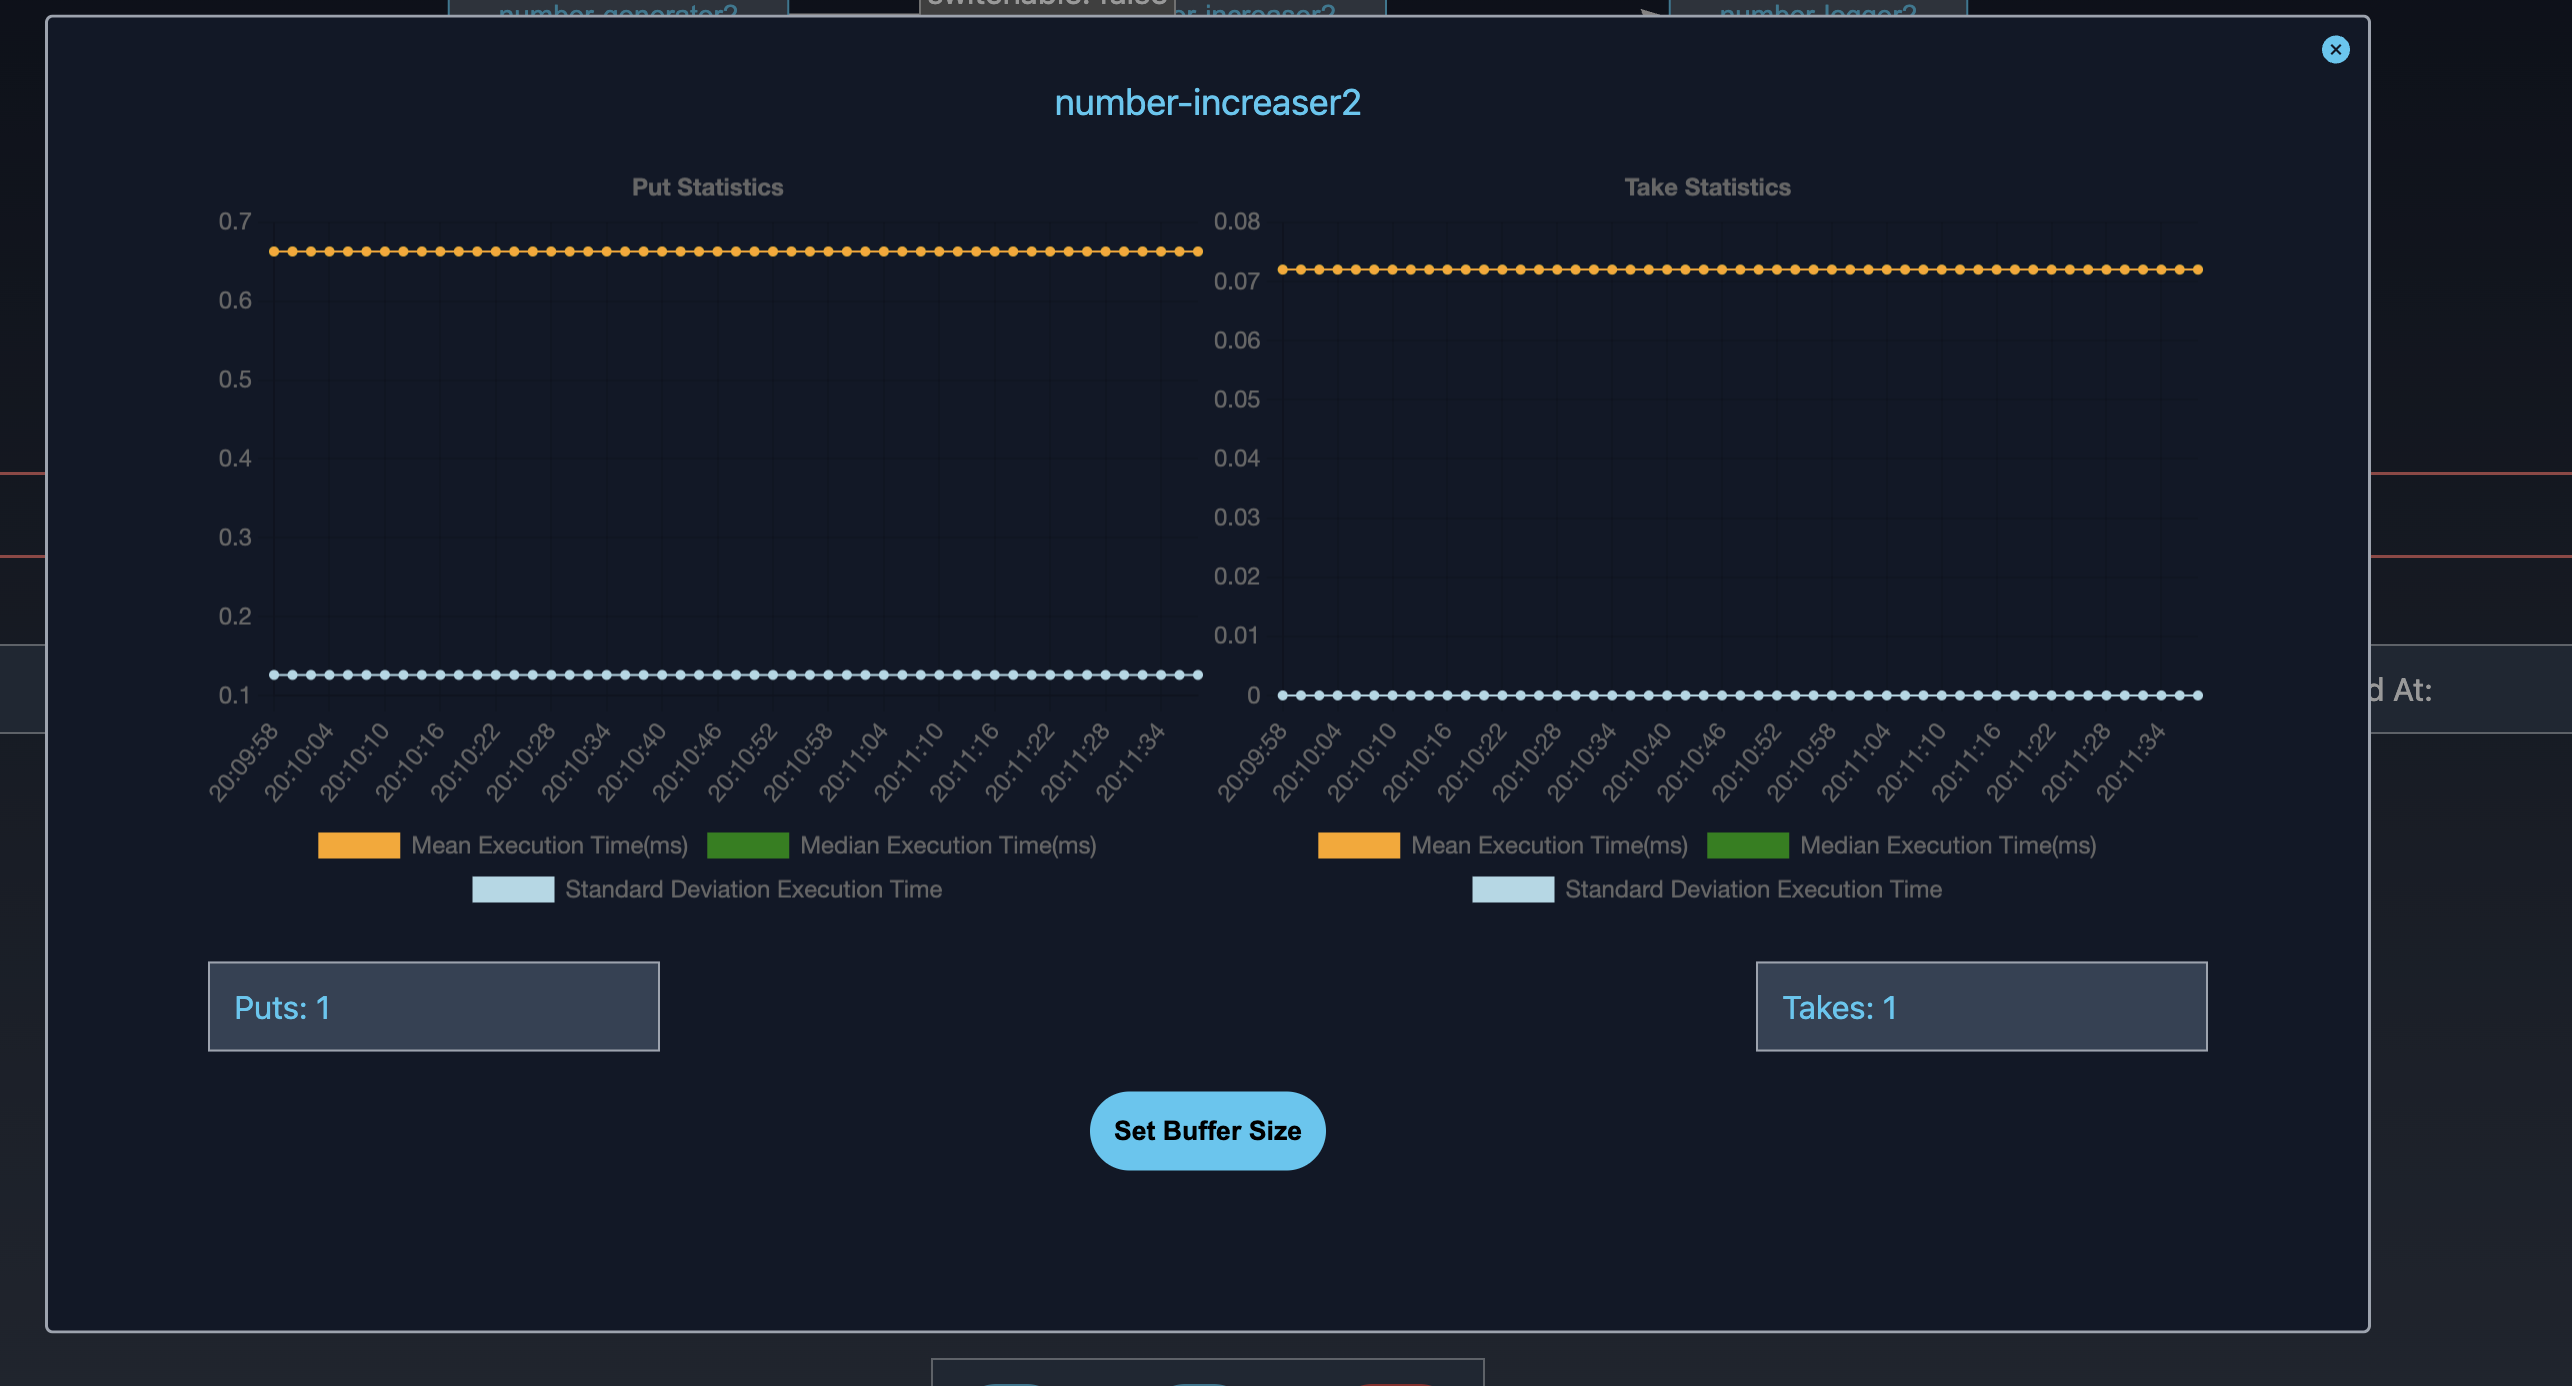 number-generator2
switchable: false
er-increaser2
number-logger2
number-increaser2
Put Statistics
0.7
0.6
0.5
0.4
0.3
0.2
0.1
20:09:58
20:10:04
20:10:10
20:10:16
20:10:22
20:10:28
20:10:34
20:10:40
20:10:46
20:10:52
20:10:58
20:11:04
20:11:10
20:11:16
20:11:22
20:11:28
20:11:34
Mean Execution Time(ms)
Median Execution Time(ms)
Standard Deviation Execution Time
Take Statistics
0.08
0.07
0.06
0.05
0.04
0.03
0.02
0.01
0
20:09:58
20:10:04
20:10:10
20:10:16
20:10:22
20:10:28
20:10:34
20:10:40
20:10:46
20:10:52
20:10:58
20:11:04
20:11:10
20:11:16
20:11:22
20:11:28
20:11:34
Mean Execution Time(ms)
Median Execution Time(ms)
Standard Deviation Execution Time
d At:
Puts: 1
Takes: 1
Set Buffer Size